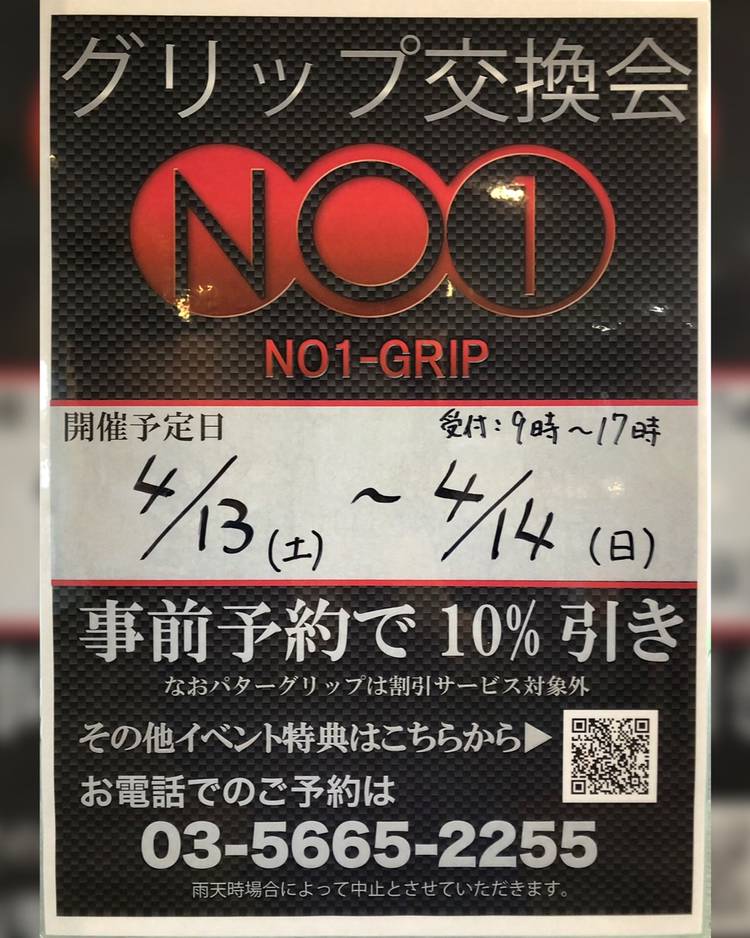 グリップ交換会
NO1
NO1-GRIP
開催予定日
受付:9時~17時
4/13(土) ~ 4/14(日)
事前予約で 10% 引き
なおパターグリップは割引サービス対象外
その他イベント特典はこちらから▶
お電話でのご予約は
03-5665-2255
雨天時場合によって中止とさせていただきます。